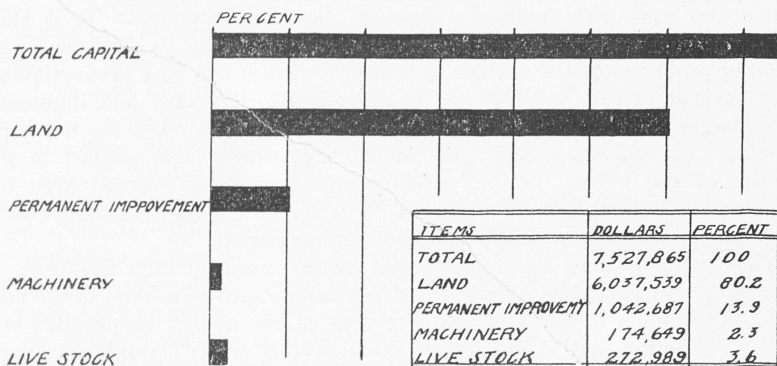 PER CENT
TOTAL CAPITAL
LAND
PERMANENT IMPPOVEMENT
MACHINERY
LIVE STOCK
ITEMS DOLLARS PERCENT
TOTAL 7,527,865 100
LAND 6,037,539 80.2
PERMANENT IMPROVEMT 1,042,687 13.9
MACHINERY 174,649 2.3
LIVE STOCK 272,989 3.6